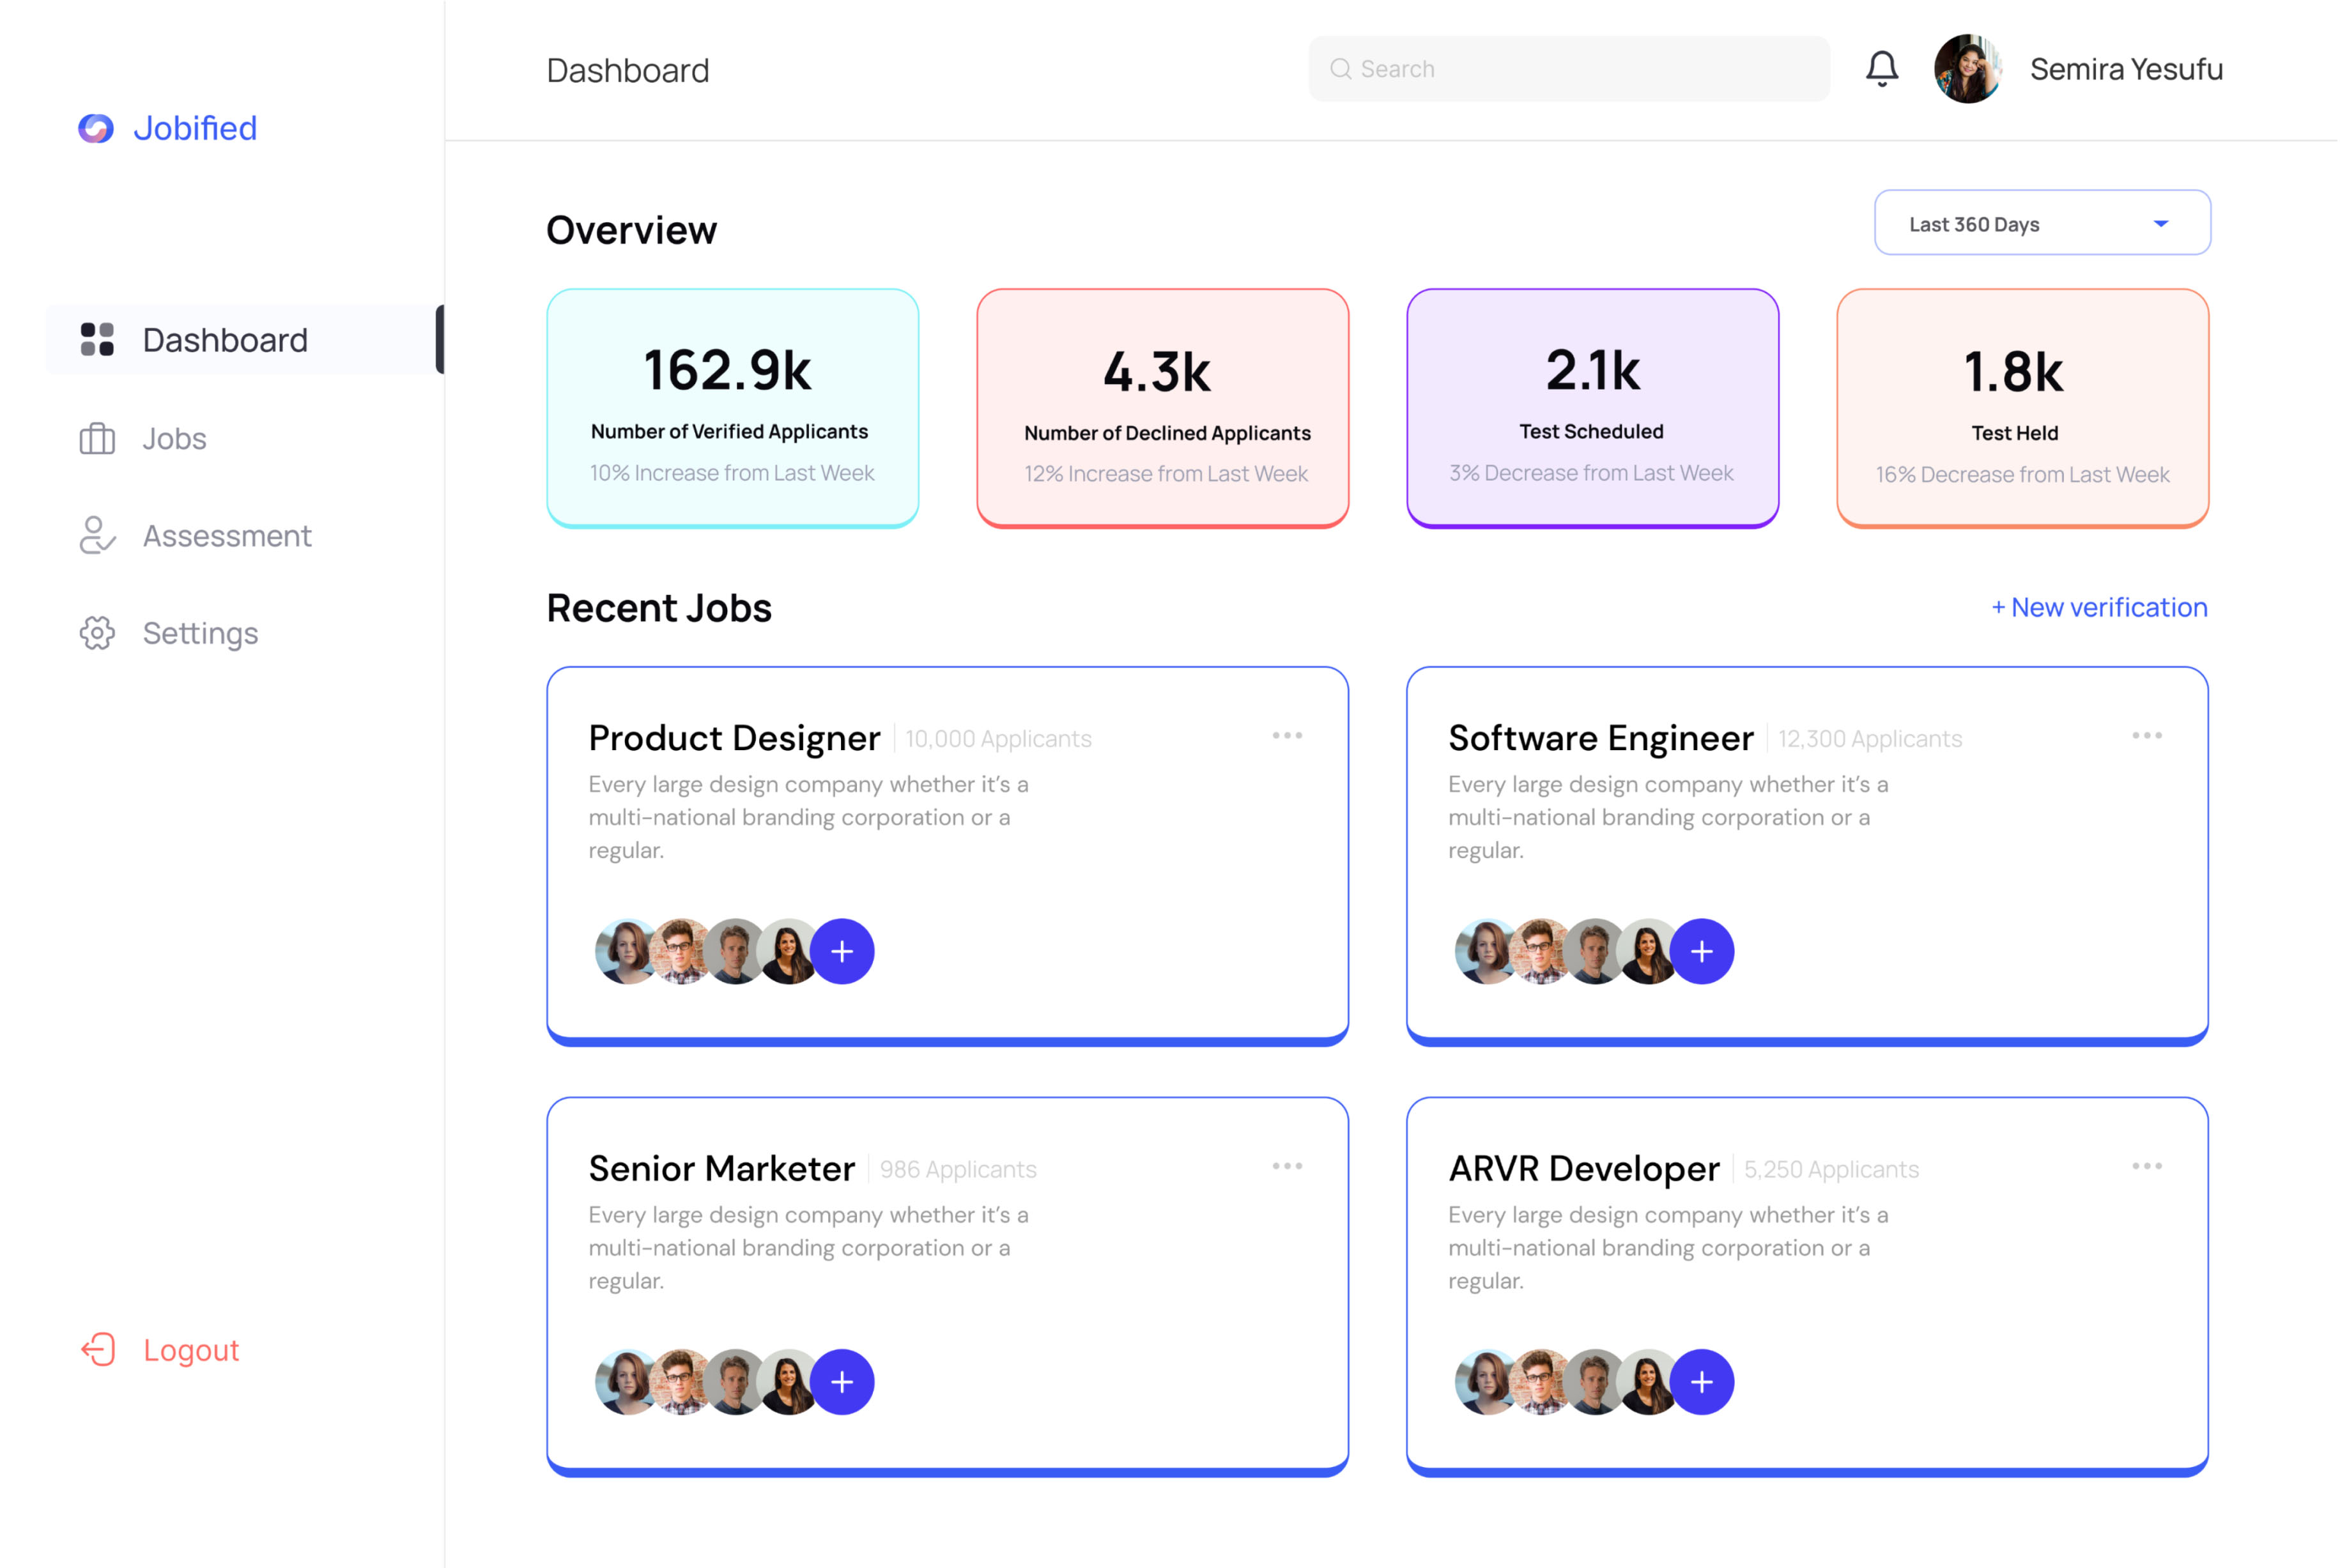 Jobified
Dashboard
Jobs
Assessment
Settings
Logout
Dashboard
Search
Semira Yesufu
Overview
Last 360 Days
162.9k
Number of Verified Applicants
10% Increase from Last Week
4.3k
Number of Declined Applicants
12% Increase from Last Week
2.1k
Test Scheduled
3% Decrease from Last Week
1.8k
Test Held
16% Decrease from Last Week
Recent Jobs
+ New verification
Product Designer 10,000 Applicants
Every large design company whether it’s a
multi-national branding corporation or a
regular.
Software Engineer 12,300 Applicants
Every large design company whether it’s a
multi-national branding corporation or a
regular.
Senior Marketer 986 Applicants
Every large design company whether it’s a
multi-national branding corporation or a
regular.
ARVR Developer 5,250 Applicants
Every large design company whether it’s a
multi-national branding corporation or a
regular.